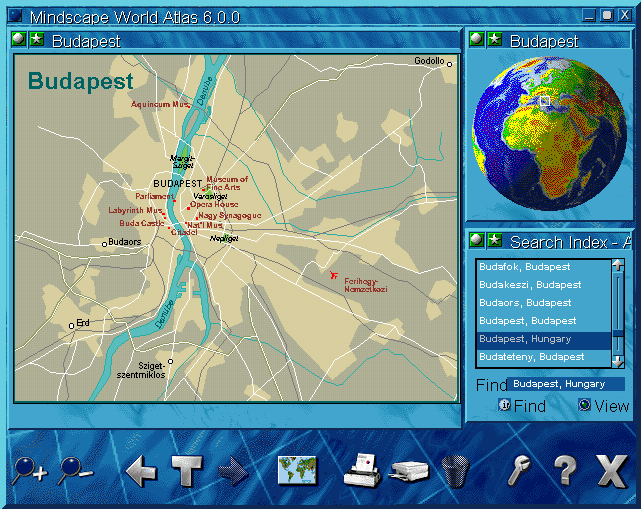 Mindscape World Atlas 6.0.0
Budapest
Budapest
Godollo
Budapest
Danube
Aquincum Mus.
Margit-
Sziget
Museum of
Fine Arts
BUDAPEST
Varosliget
Parliament
Opera House
Labyrinth Mus.
Nagy Synagogue
Buda Castle
Nat'l Mus.
Citadel
Nepliget
Budaors
Ferihegy-
Nemzetkozi
Danube
Erd
Sziget-
szentmiklos
Search Index - A
Budafok, Budapest
Budakeszi, Budapest
Budaors, Budapest
Budapest, Budapest
Budapest, Hungary
Budateteny, Budapest
Find Budapest, Hungary
Find View
T ? X